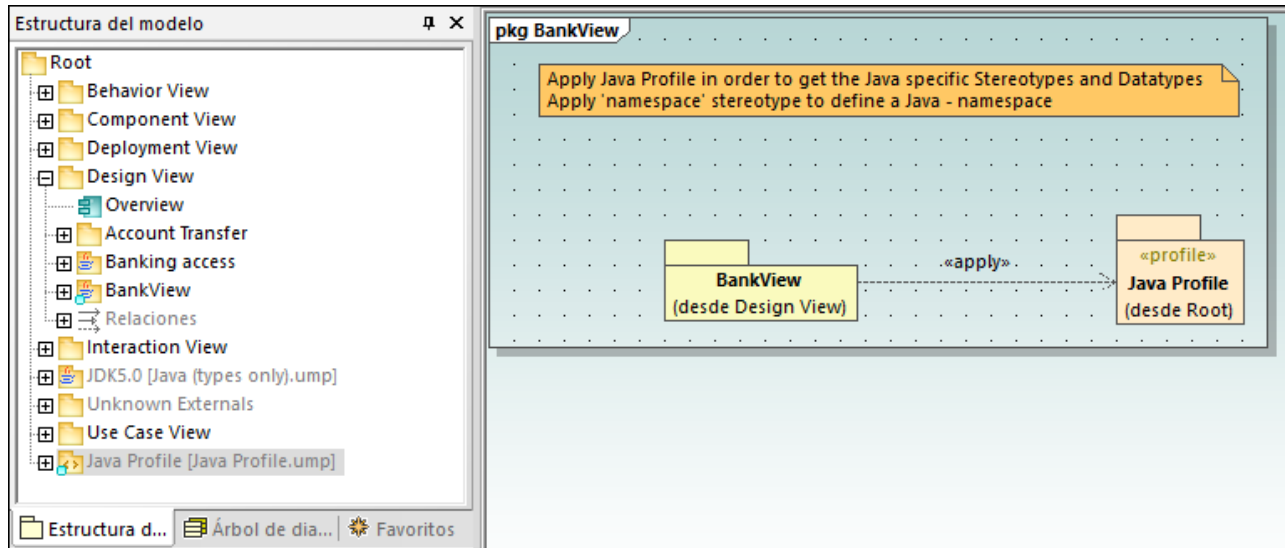 Estructura del modelo
Root
Behavior View
Component View
Deployment View
Design View
Overview
Account Transfer
Banking access
BankView
Relaciones
Interaction View
JDK5.0 [Java (types only).ump]
Unknown Externals
Use Case View
Java Profile [Java Profile.ump]
Estructura d...
Árbol de dia...
Favoritos
pkg BankView
Apply Java Profile in order to get the Java specific Stereotypes and Datatypes
Apply 'namespace' stereotype to define a Java - namespace
BankView
(desde Design View)
«apply»
«profile»
Java Profile
(desde Root)